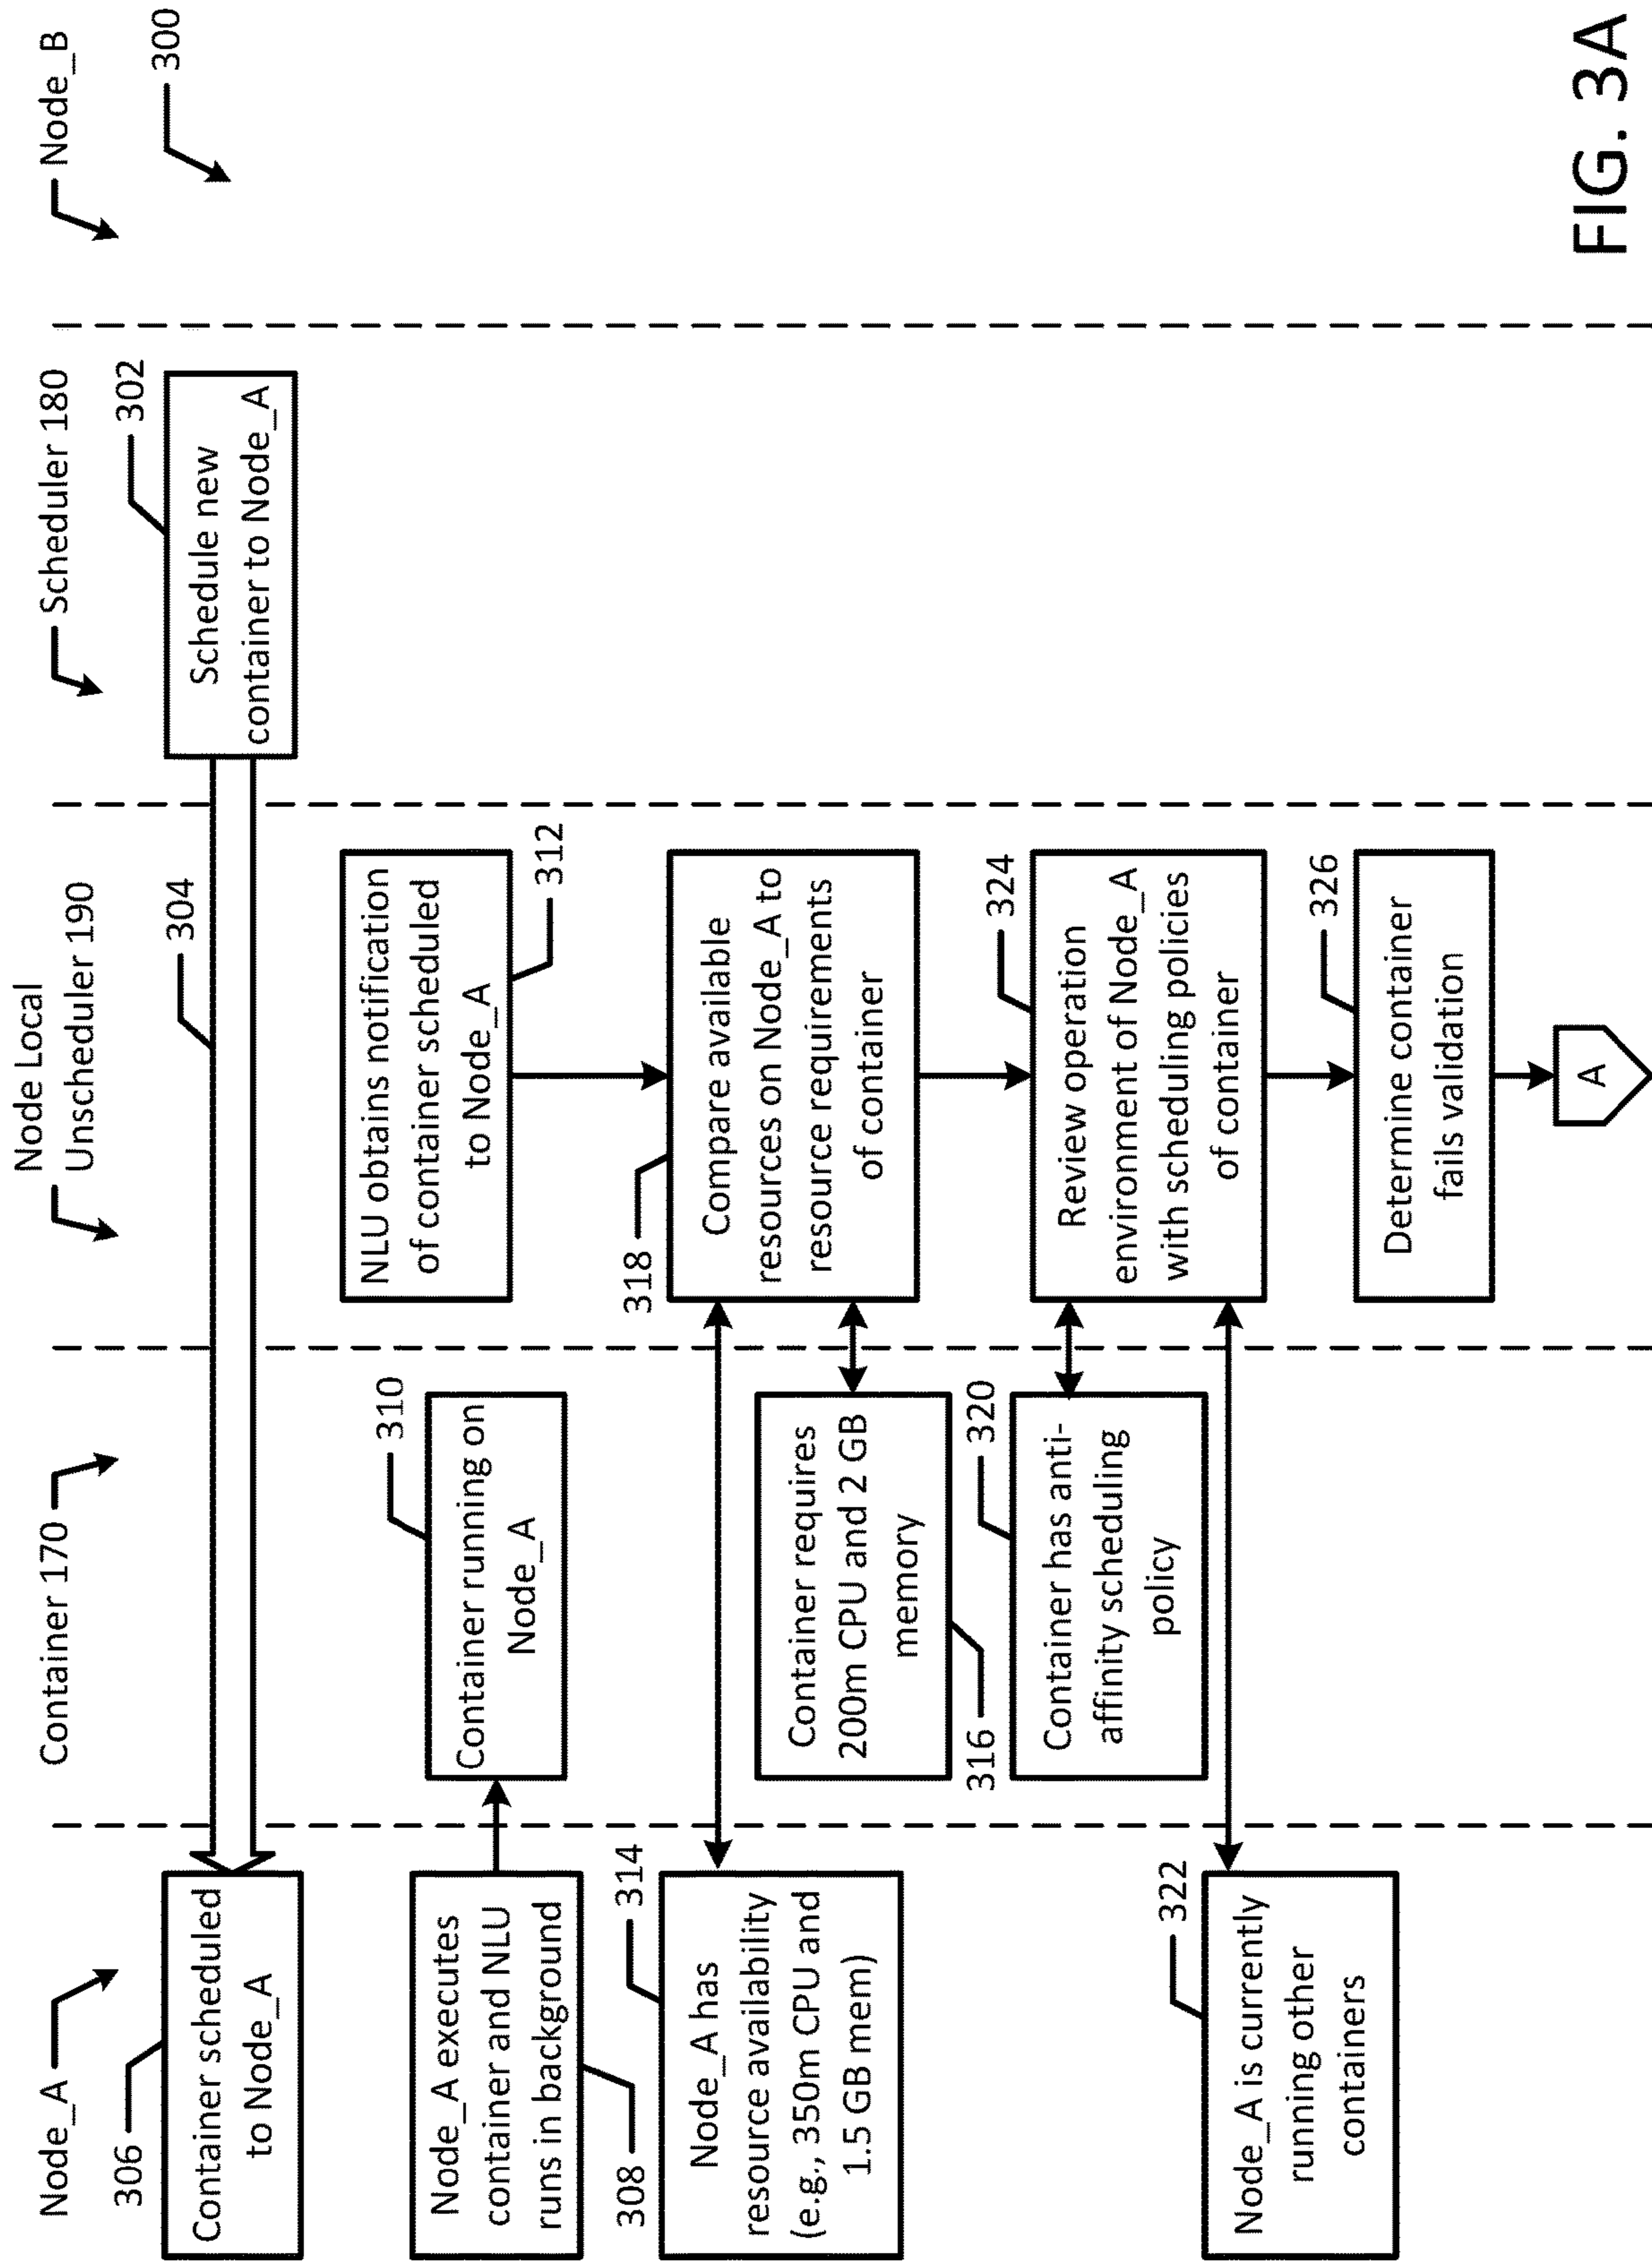 Node_A
Container 170
Node Local
Unscheduler 190
Scheduler 180
Node_B
300
302
Schedule new
container to Node_A
304
306
Container scheduled
to Node_A
308
Node_A executes
container and NLU
runs in background
310
Container running on
Node_A
NLU obtains notification
of container scheduled
to Node_A
312
314
Node_A has
resource availability
(e.g., 350m CPU and
1.5 GB mem)
Container requires
200m CPU and 2 GB
memory
316
318
Compare available
resources on Node_A to
resource requirements
of container
320
Container has anti-
affinity scheduling
policy
322
Node_A is currently
running other
containers
324
Review operation
environment of Node_A
with scheduling policies
of container
326
Determine container
fails validation
A
FIG. 3A